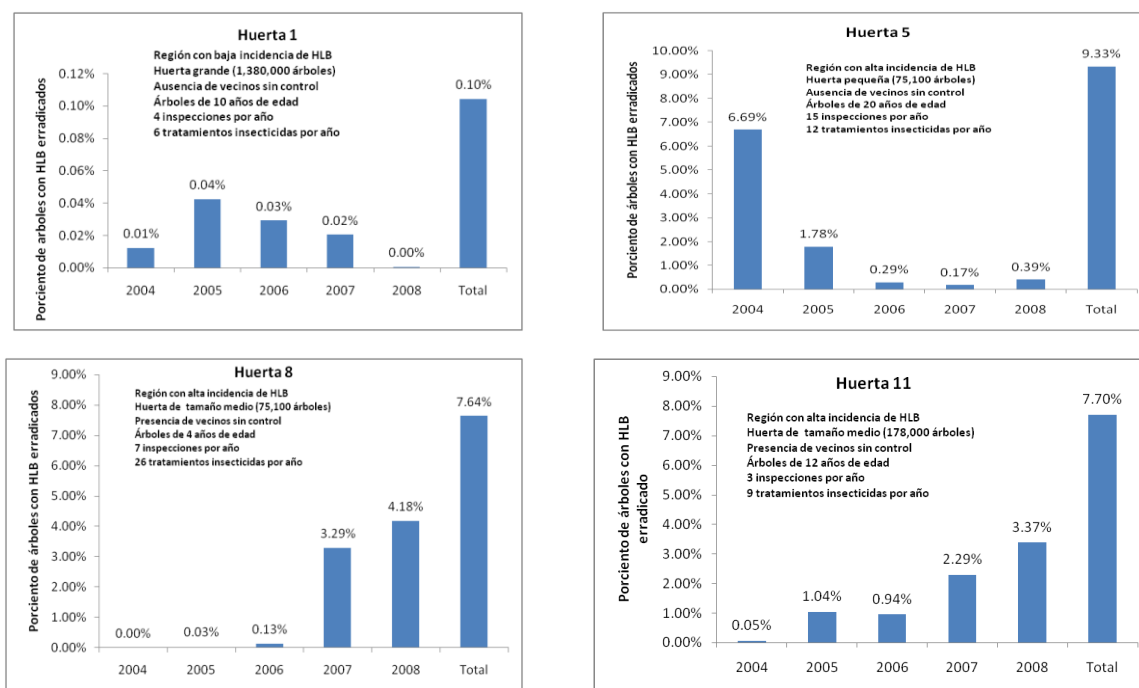 Huerta 1
Región con baja incidencia de HLB
Huerta grande (1,380,000 árboles)
Ausencia de vecinos sin control
Árboles de 10 años de edad
4 inspecciones por año
6 tratamientos insecticidas por año
Porciento de arboles con HLB erradicados
0.12%
0.10%
0.08%
0.06%
0.04%
0.02%
0.00%
0.01%
0.04%
0.03%
0.02%
0.00%
0.10%
2004
2005
2006
2007
2008
Total
Huerta 5
Región con alta incidencia de HLB
Huerta pequeña (75,100 árboles)
Ausencia de vecinos sin control
Árboles de 20 años de edad
15 inspecciones por año
12 tratamientos insecticidas por año
Porciento de árboles con HLB erradicados
10.00%
9.00%
8.00%
7.00%
6.00%
5.00%
4.00%
3.00%
2.00%
1.00%
0.00%
6.69%
1.78%
0.29%
0.17%
0.39%
9.33%
2004
2005
2006
2007
2008
Total
Huerta 8
Región con alta incidencia de HLB
Huerta de tamaño medio (75,100 árboles)
Presencia de vecinos sin control
Árboles de 4 años de edad
7 inspecciones por año
26 tratamientos insecticidas por año
Porciento de árboles con HLB erradicados
9.00%
8.00%
7.00%
6.00%
5.00%
4.00%
3.00%
2.00%
1.00%
0.00%
0.00%
0.03%
0.13%
3.29%
4.18%
7.64%
2004
2005
2006
2007
2008
Total
Huerta 11
Región con alta incidencia de HLB
Huerta de tamaño medio (178,000 árboles)
Presencia de vecinos sin control
Árboles de 12 años de edad
3 inspecciones por año
9 tratamientos insecticidas por año
Porciento de árboles con HLB
erradicado
9.00%
8.00%
7.00%
6.00%
5.00%
4.00%
3.00%
2.00%
1.00%
0.00%
0.05%
1.04%
0.94%
2.29%
3.37%
7.70%
2004
2005
2006
2007
2008
Total